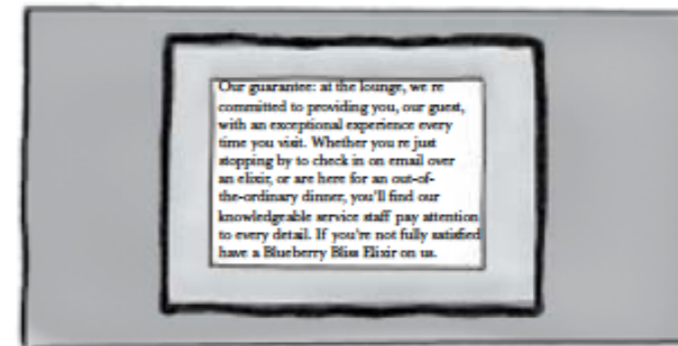 Our guarantee: at the lounge, we re
committed to providing you, our guest,
with an exceptional experience every
time you visit. Whether you re just
stopping by to check in on email over
an elixir, or are here for an out-of-
the-ordinary dinner, you'll find our
knowledgeable service staff pay attention
to every detail. If you're not fully satisfied
have a Blueberry Bliss Elixir on us.